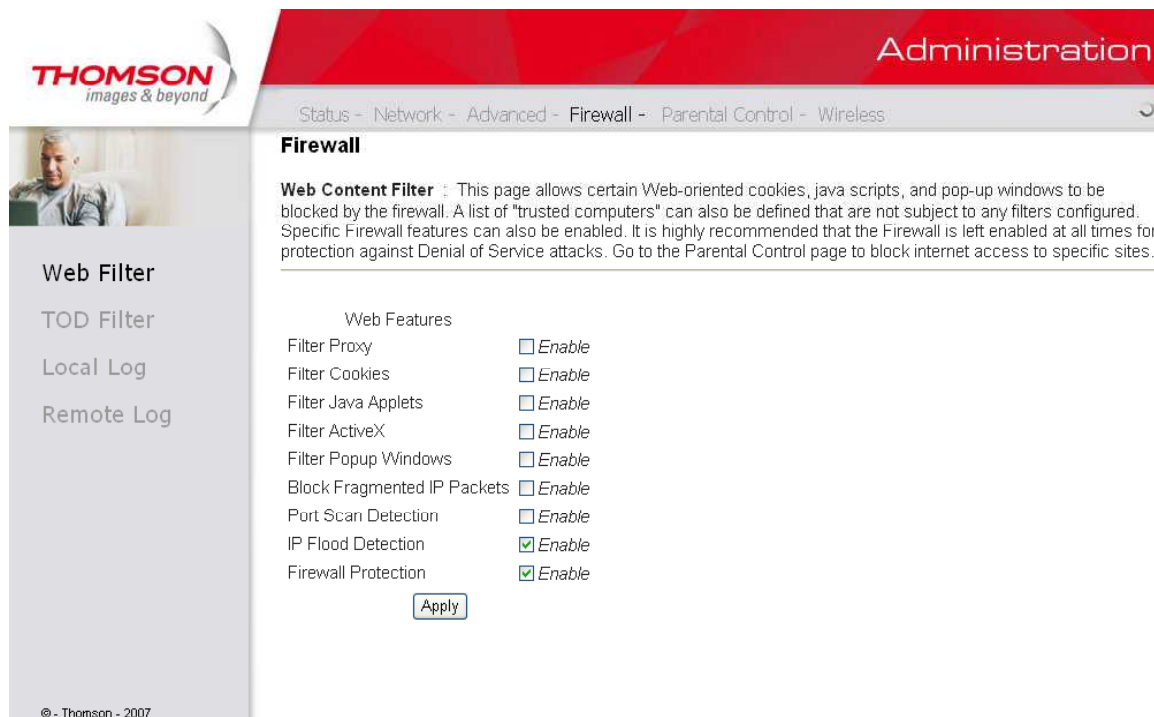 THOMSON
images & beyond
Administration
Status - Network - Advanced - Firewall - Parental Control - Wireless
Firewall
Web Content Filter : This page allows certain Web-oriented cookies, java scripts, and pop-up windows to be
blocked by the firewall. A list of "trusted computers" can also be defined that are not subject to any filters configured.
Specific Firewall features can also be enabled. It is highly recommended that the Firewall is left enabled at all times for
protection against Denial of Service attacks. Go to the Parental Control page to block internet access to specific sites.
Web Filter
TOD Filter
Local Log
Remote Log
Web Features
Filter Proxy Enable
Filter Cookies Enable
Filter Java Applets Enable
Filter ActiveX Enable
Filter Popup Windows Enable
Block Fragmented IP Packets Enable
Port Scan Detection Enable
IP Flood Detection Enable
Firewall Protection Enable
Apply
© - Thomson - 2007